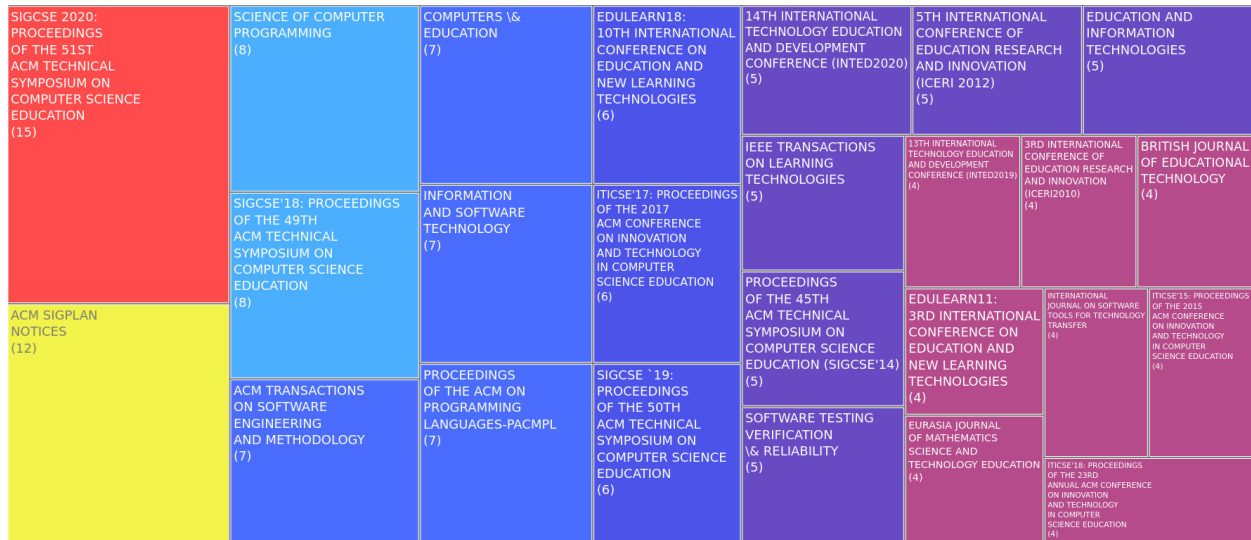 SIGCSE 2020:
PROCEEDINGS
OF THE 51ST
ACM TECHNICAL
SYMPOSIUM ON
COMPUTER SCIENCE
EDUCATION
(15)
ACM SIGPLAN
NOTICES
(12)
SCIENCE OF COMPUTER
PROGRAMMING
(8)
SIGCSE'18: PROCEEDINGS
OF THE 49TH
ACM TECHNICAL
SYMPOSIUM ON
COMPUTER SCIENCE
EDUCATION
(8)
ACM TRANSACTIONS
ON SOFTWARE
ENGINEERING
AND METHODOLOGY
(7)
COMPUTERS \&
EDUCATION
(7)
INFORMATION
AND SOFTWARE
TECHNOLOGY
(7)
PROCEEDINGS
OF THE ACM ON
PROGRAMMING
LANGUAGES-PACMPL
(7)
EDULEARN18:
10TH INTERNATIONAL
CONFERENCE ON
EDUCATION AND
NEW LEARNING
TECHNOLOGIES
(6)
ITICSE'17: PROCEEDINGS
OF THE 2017
ACM CONFERENCE
ON INNOVATION
AND TECHNOLOGY
IN COMPUTER
SCIENCE EDUCATION
(6)
SIGCSE `19:
PROCEEDINGS
OF THE 50TH
ACM TECHNICAL
SYMPOSIUM ON
COMPUTER SCIENCE
EDUCATION
(6)
14TH INTERNATIONAL
TECHNOLOGY EDUCATION
AND DEVELOPMENT
CONFERENCE (INTED2020)
(5)
5TH INTERNATIONAL
CONFERENCE OF
EDUCATION RESEARCH
AND INNOVATION
(ICERI 2012)
(5)
EDUCATION AND
INFORMATION
TECHNOLOGIES
(5)
IEEE TRANSACTIONS
ON LEARNING
TECHNOLOGIES
(5)
PROCEEDINGS
OF THE 45TH
ACM TECHNICAL
SYMPOSIUM ON
COMPUTER SCIENCE
EDUCATION (SIGCSE'14)
(5)
SOFTWARE TESTING
VERIFICATION
\& RELIABILITY
(5)
13TH INTERNATIONAL
TECHNOLOGY EDUCATION
AND DEVELOPMENT
CONFERENCE (INTED2019)
(4)
3RD INTERNATIONAL
CONFERENCE OF
EDUCATION RESEARCH
AND INNOVATION
(ICERI2010)
(4)
BRITISH JOURNAL
OF EDUCATIONAL
TECHNOLOGY
(4)
EDULEARN11:
3RD INTERNATIONAL
CONFERENCE ON
EDUCATION AND
NEW LEARNING
TECHNOLOGIES
(4)
EURASIA JOURNAL
OF MATHEMATICS
SCIENCE AND
TECHNOLOGY EDUCATION
(4)
INTERNATIONAL
JOURNAL ON SOFTWARE
TOOLS FOR TECHNOLOGY
TRANSFER
(4)
ITICSE'15: PROCEEDINGS
OF THE 2015
ACM CONFERENCE
ON INNOVATION
AND TECHNOLOGY
IN COMPUTER
SCIENCE EDUCATION
(4)
ITICSE'18: PROCEEDINGS
OF THE 23RD
ANNUAL ACM CONFERENCE
ON INNOVATION
AND TECHNOLOGY
IN COMPUTER
SCIENCE EDUCATION
(4)